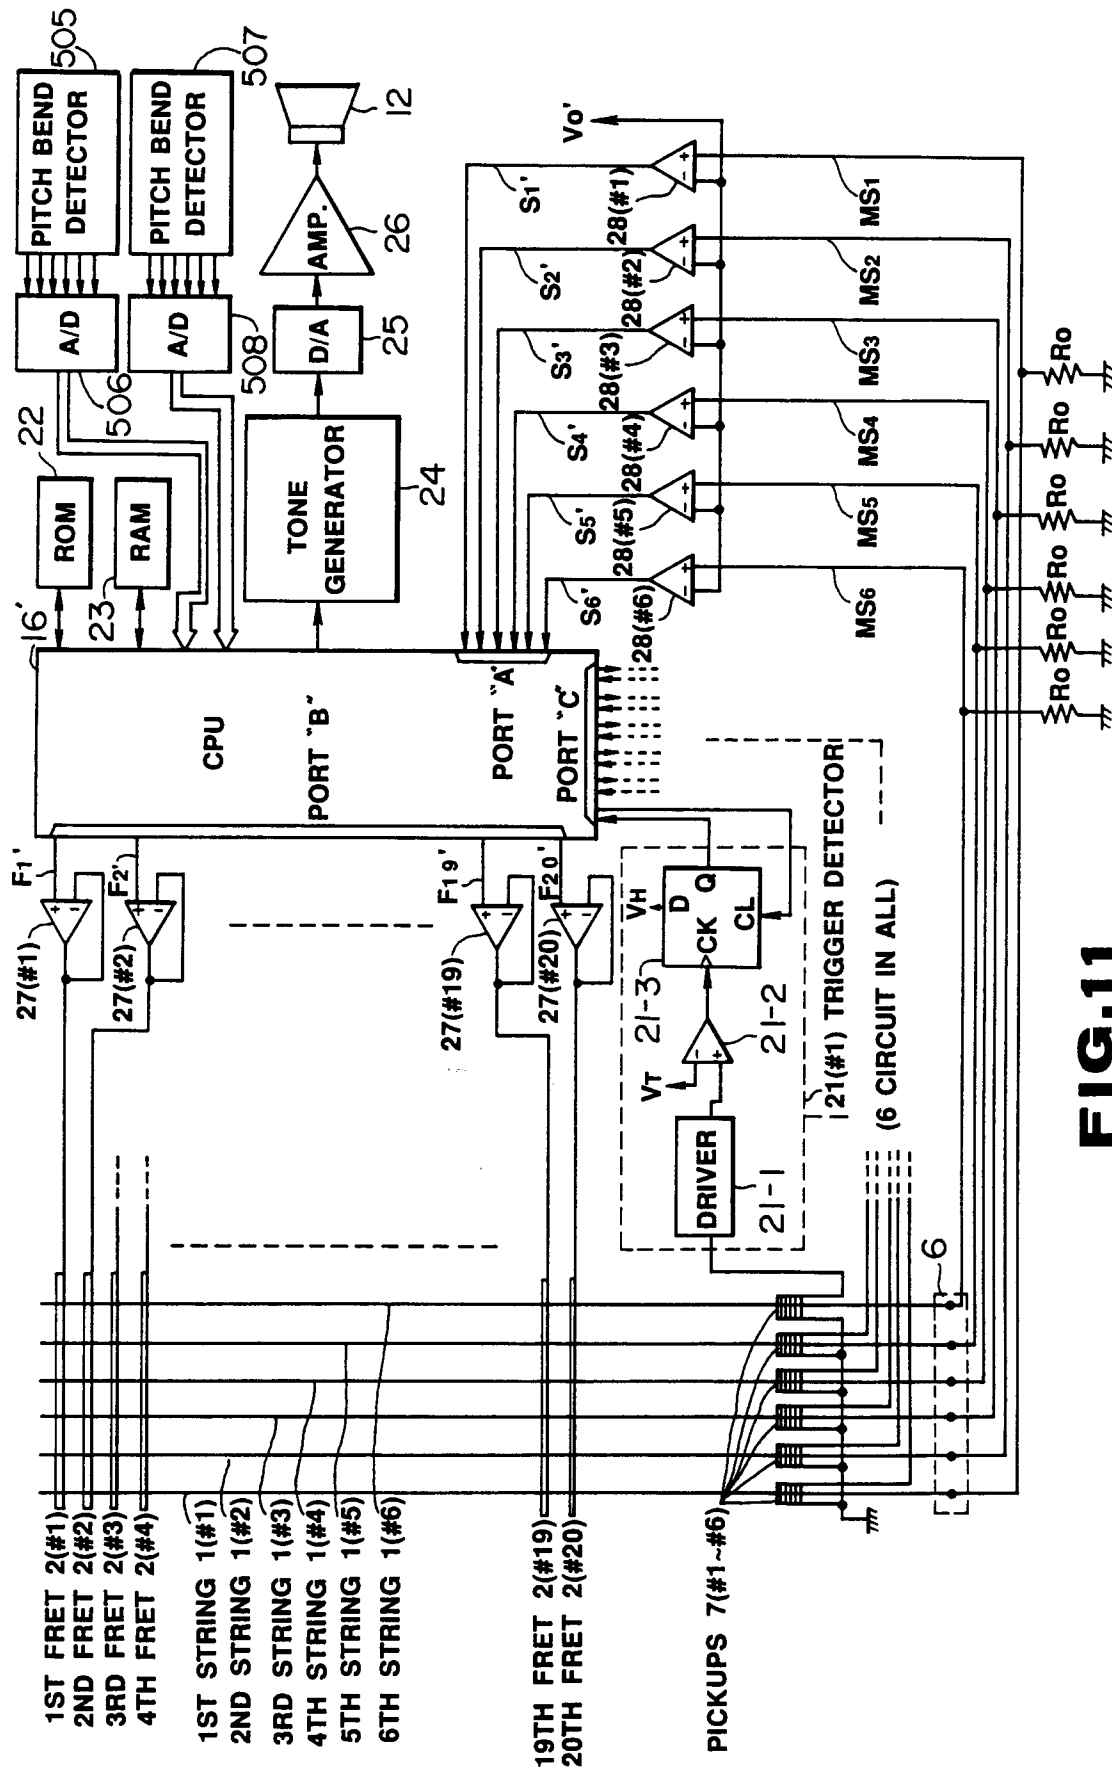 505
PITCH BEND
DETECTOR
507
PITCH BEND
DETECTOR
12
A/D
506
A/D
508
AMP.
26
D/A
25
22
ROM
23
RAM
TONE
GENERATOR
24
16'
CPU
PORT "B"
PORT "A"
PORT "C"
Vo'
S1'
S2'
S3'
S4'
S5'
S6'
28(#1)
28(#2)
28(#3)
28(#4)
28(#5)
28(#6)
+
-
+
-
+
-
+
-
+
-
+
-
MS1
MS2
MS3
MS4
MS5
MS6
Ro
Ro
Ro
Ro
Ro
Ro
F1'
F2'
F19'
F20'
+
-
+
-
+
-
+
-
27(#1)
27(#2)
27(#19)
27(#20)
VH
D
Q
CK
CL
21-3
VT
-
+
21-2
DRIVER
21-1
21(#1) TRIGGER DETECTOR
(6 CIRCUIT IN ALL)
6
1ST FRET 2(#1)
2ND FRET 2(#2)
3RD FRET 2(#3)
4TH FRET 2(#4)
1ST STRING 1(#1)
2ND STRING 1(#2)
3RD STRING 1(#3)
4TH STRING 1(#4)
5TH STRING 1(#5)
6TH STRING 1(#6)
19TH FRET 2(#19)
20TH FRET 2(#20)
PICKUPS 7(#1~#6)
FIG.11